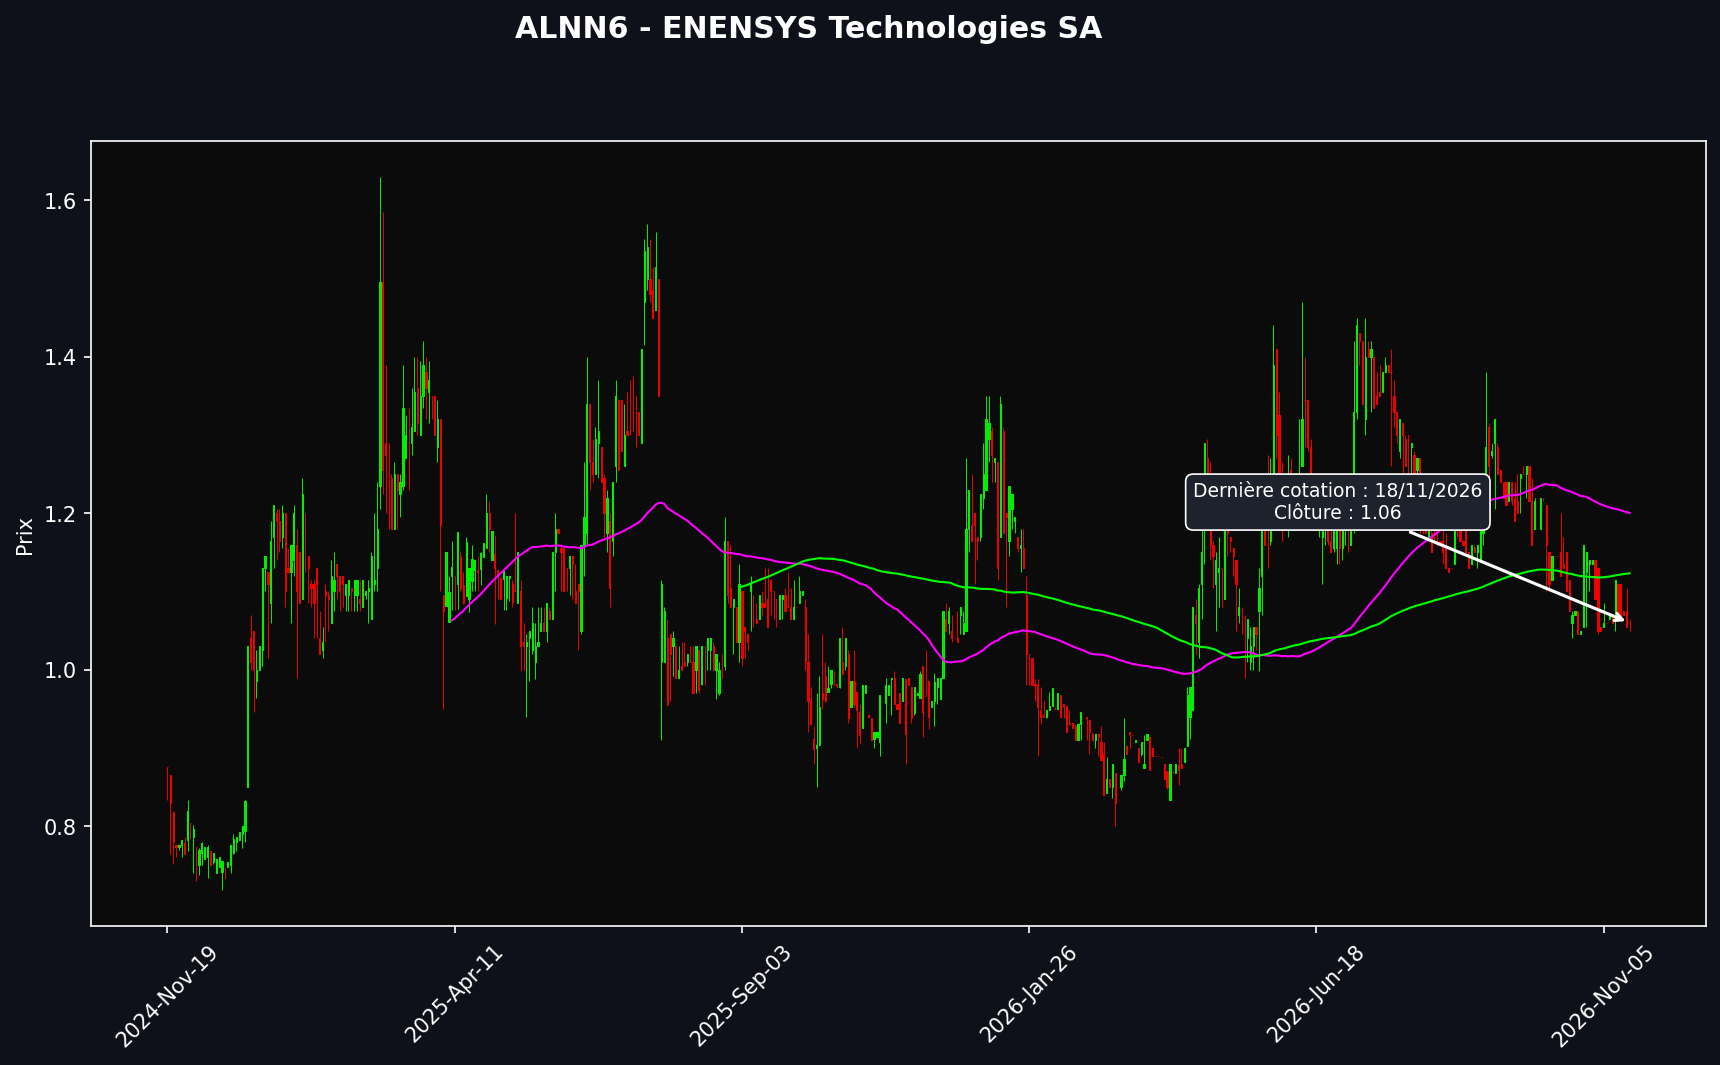 ALNN6 - ENENSYS Technologies SA
Prix
1.6
1.4
1.2
1.0
0.8
Dernière cotation : 18/11/2026
Clôture : 1.06
2024-Nov-19
2025-Apr-11
2025-Sep-03
2026-Jan-26
2026-Jun-18
2026-Nov-05